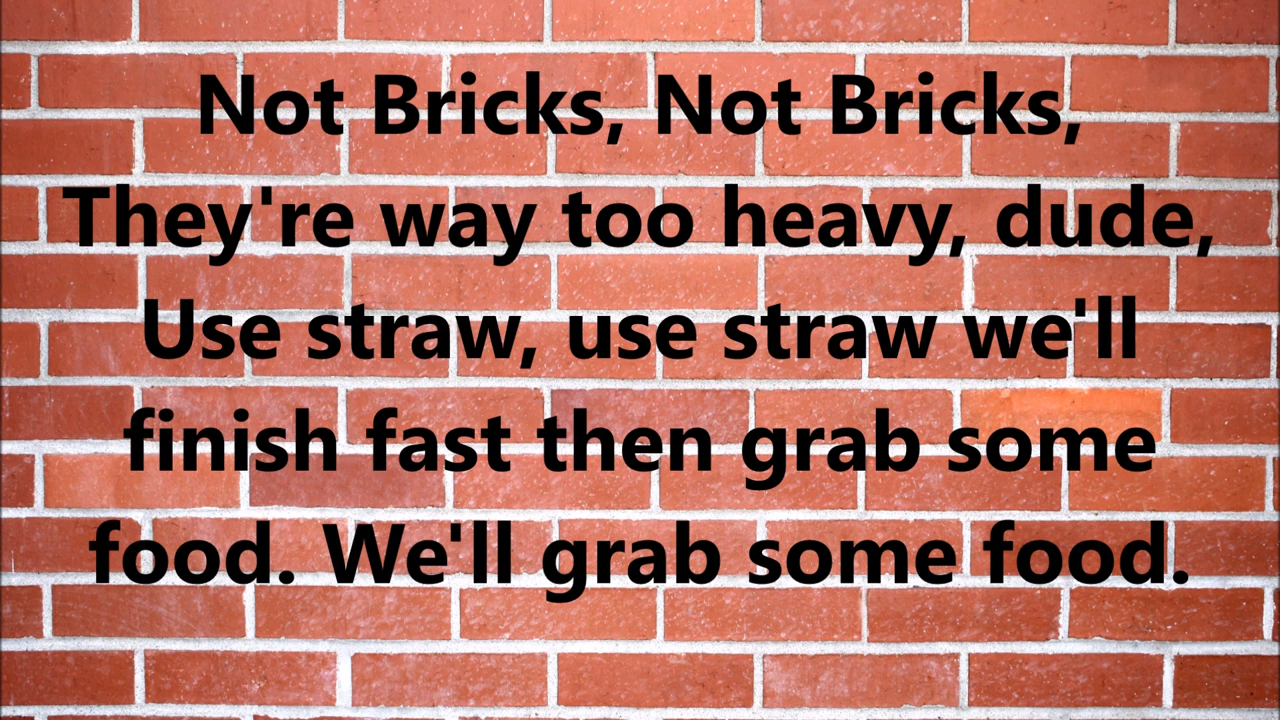 Not Bricks, Not Bricks,
They're way too heavy, dude,
Use straw, use straw we'll
finish fast then grab some
food. We'll grab some food.